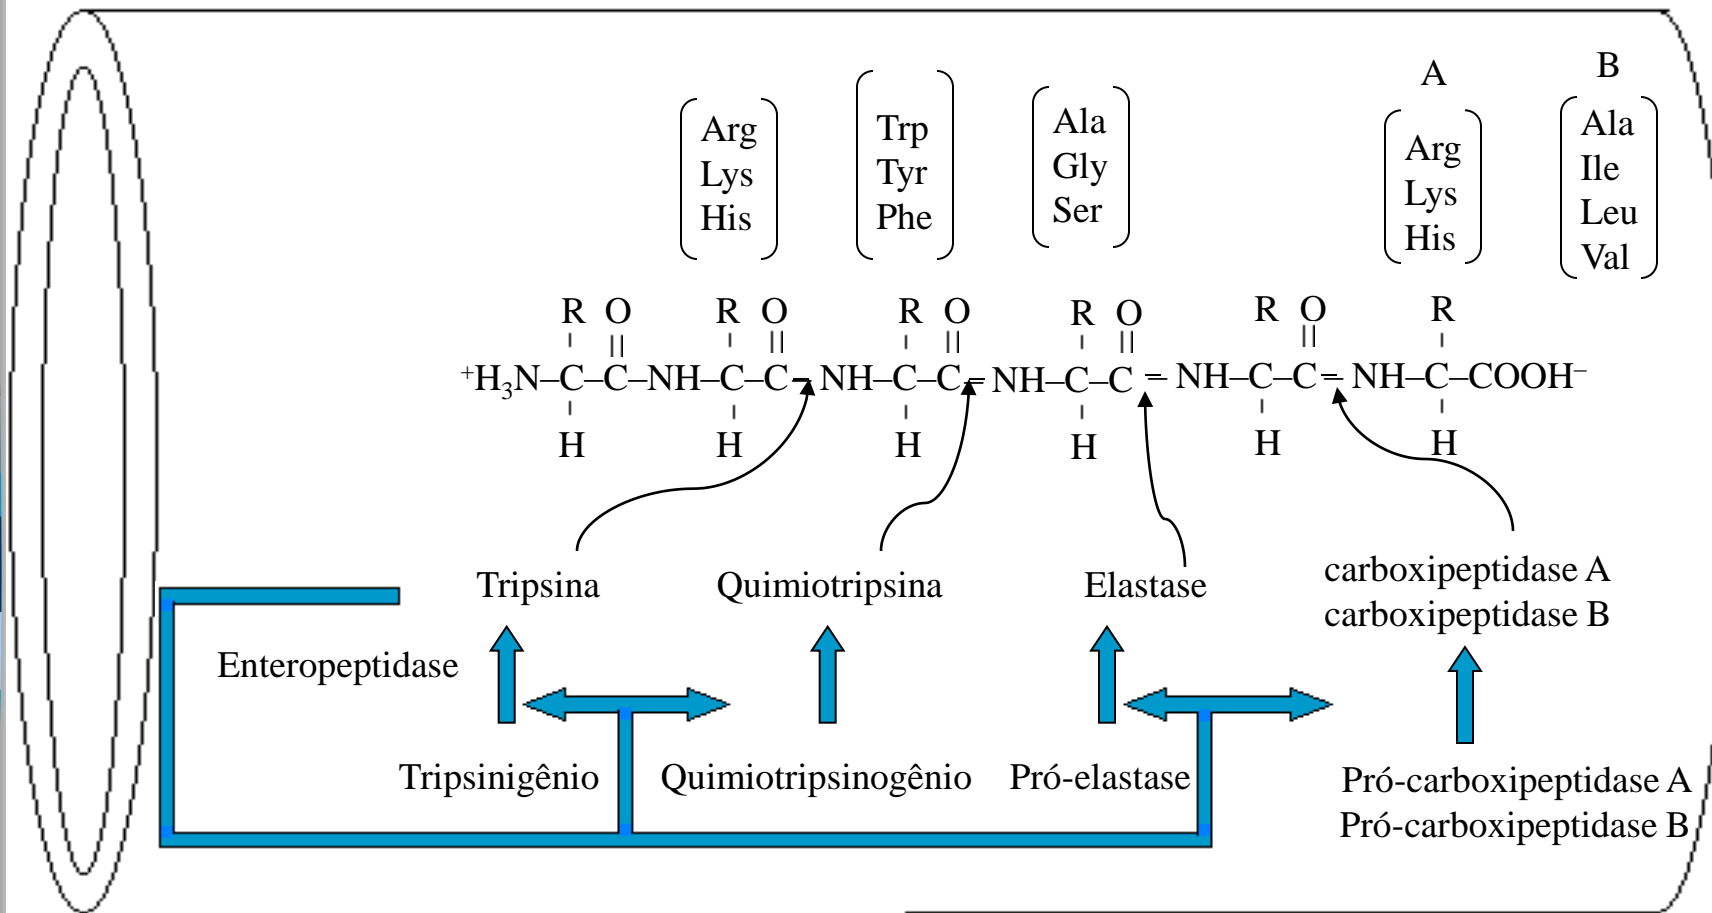 A
B
Arg
Lys
His
Trp
Tyr
Phe
Ala
Gly
Ser
Arg
Lys
His
Ala
Ile
Leu
Val
R O R O R O R O R O R
⁺H₃N–C–C–NH–C–C–NH–C–C–NH–C–C–NH–C–C–NH–C–COOH⁻
H H H H H H
Tripsina
Quimiotripsina
Elastase
carboxipeptidase A
carboxipeptidase B
Enteropeptidase
Tripsinigênio
Quimiotripsinogênio
Pró-elastase
Pró-carboxipeptidase A
Pró-carboxipeptidase B